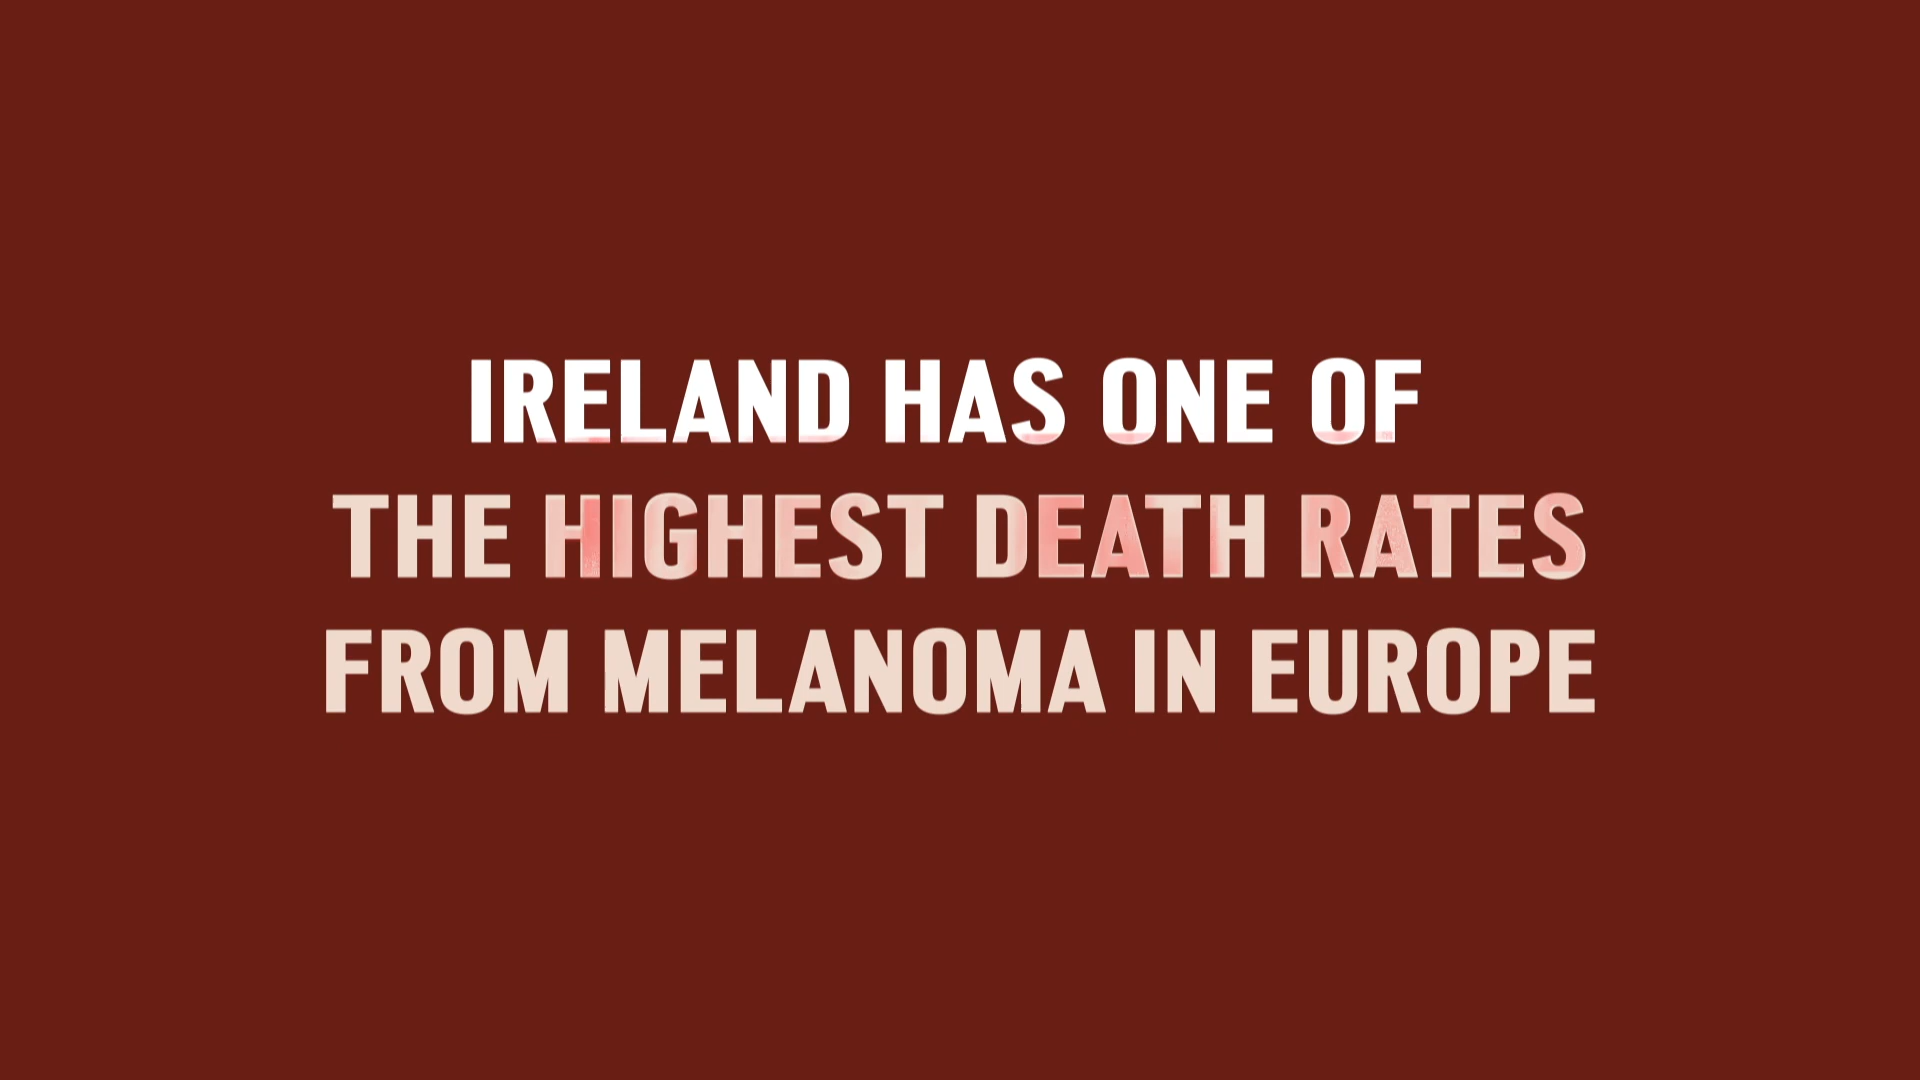 IRELAND HAS ONE OF
THE HIGHEST DEATH RATES
FROM MELANOMA IN EUROPE